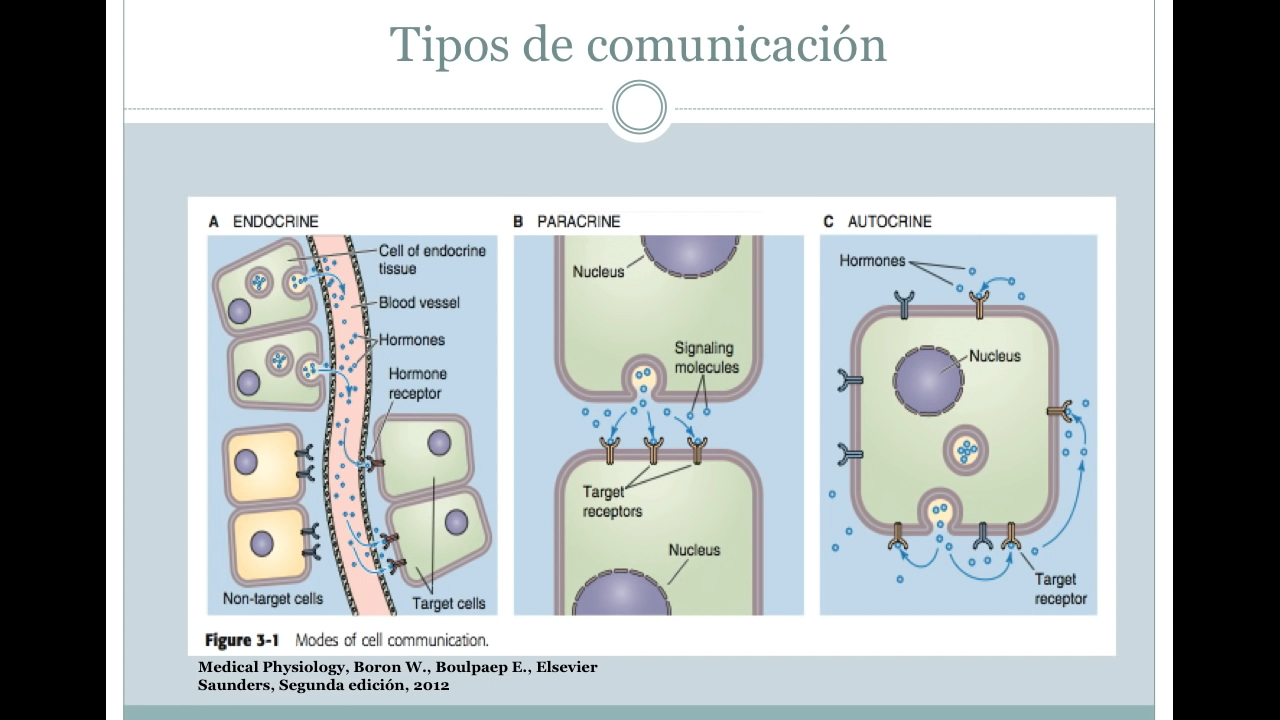 Tipos de comunicación
A ENDOCRINE
Cell of endocrine
tissue
Blood vessel
Hormones
Hormone
receptor
Non-target cells
Target cells
B PARACRINE
Nucleus
Signaling
molecules
Target
receptors
Nucleus
C AUTOCRINE
Hormones
Nucleus
Target
receptor
Figure 3-1 Modes of cell communication.
Medical Physiology, Boron W., Boulpaep E., Elsevier
Saunders, Segunda edición, 2012